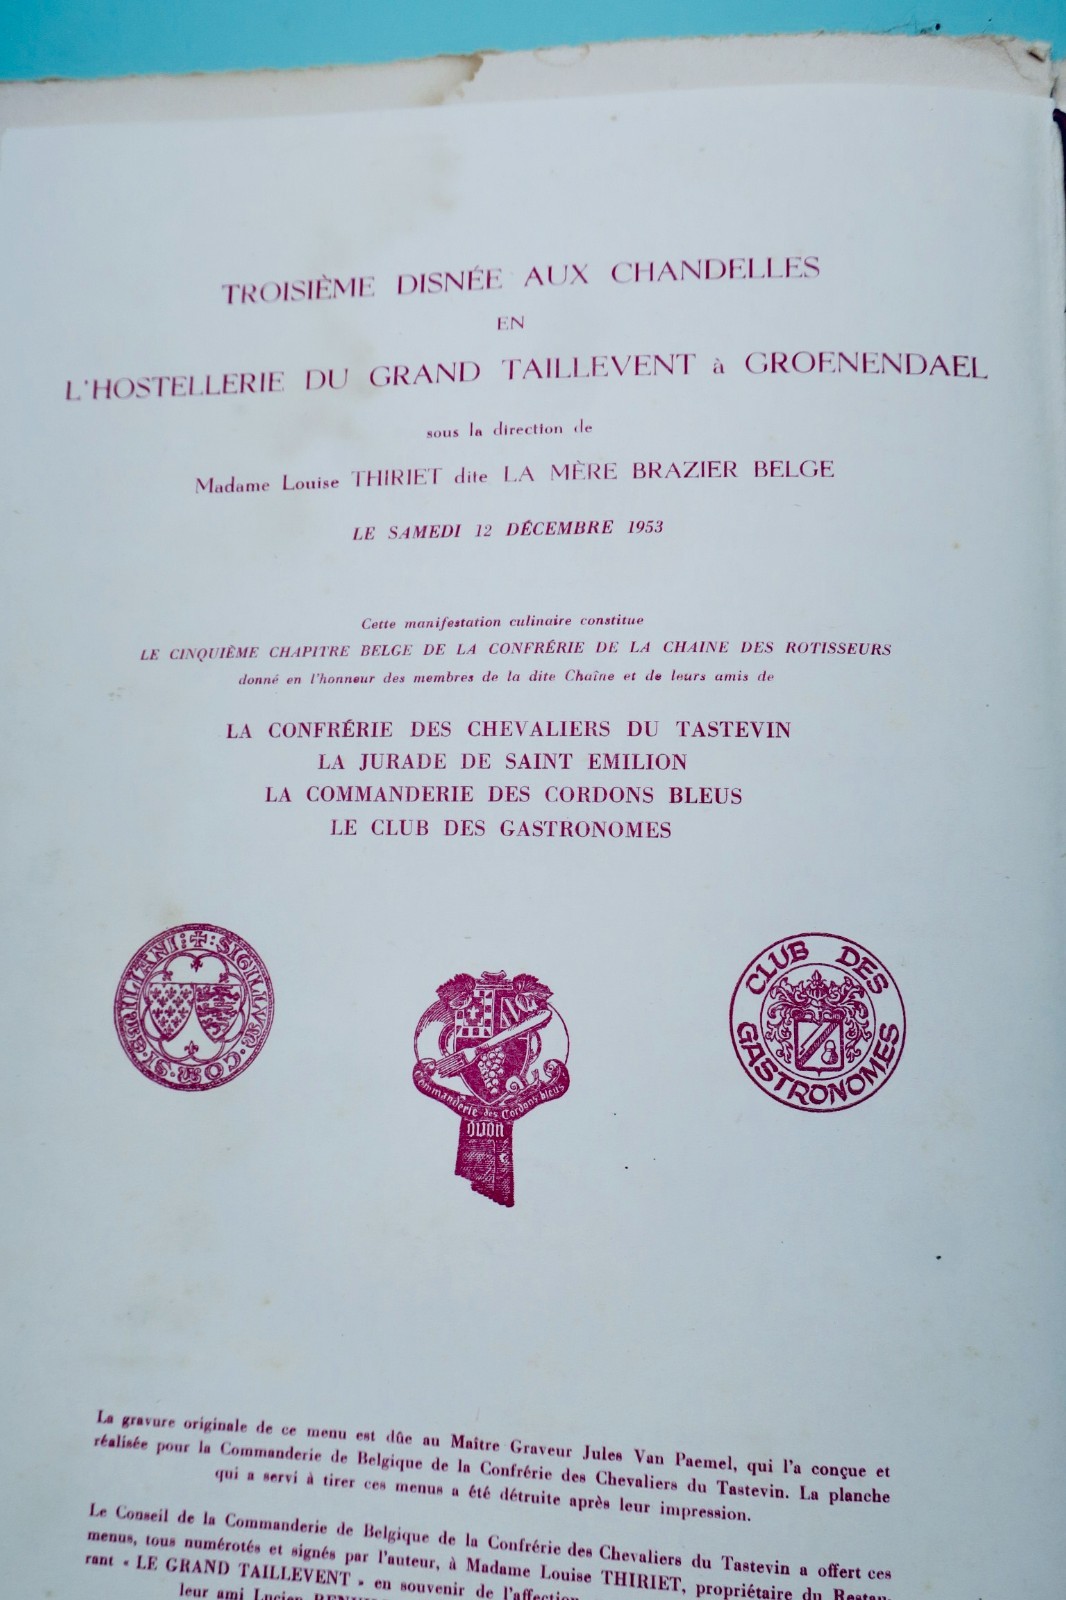 TROISIÈME DISNÉE AUX CHANDELLES
EN
L'HOSTELLERIE DU GRAND TAILLEVENT à GROENENDAEL
sous la direction de
Madame Louise THIRIET dite LA MÈRE BRAZIER BELGE
LE SAMEDI 12 DÉCEMBRE 1953
Cette manifestation culinaire constitue
LE CINQUIÈME CHAPITRE BELGE DE LA CONFRÉRIE DE LA CHAINE DES ROTISSEURS
donné en l'honneur des membres de la dite Chaîne et de leurs amis de
LA CONFRÉRIE DES CHEVALIERS DU TASTEVIN
LA JURADE DE SAINT EMILION
LA COMMANDERIE DES CORDONS BLEUS
LE CLUB DES GASTRONOMES
Commanderie des Cordons bleus
DIJON
CLUB DES
GASTRONOMES
La gravure originale de ce menu est dûe au Maître Graveur Jules Van Paemel, qui l'a conçue et
réalisée pour la Commanderie de Belgique de la Confrérie des Chevaliers du Tastevin. La planche
qui a servi à tirer ces menus a été détruite après leur impression.
Le Conseil de la Commanderie de Belgique de la Confrérie des Chevaliers du Tastevin a offert ces
menus, tous numérotés et signés par l'auteur, à Madame Louise THIRIET, propriétaire du Restau-
rant « LE GRAND TAILLEVENT » en souvenir de l'affection
leur ami Lucien